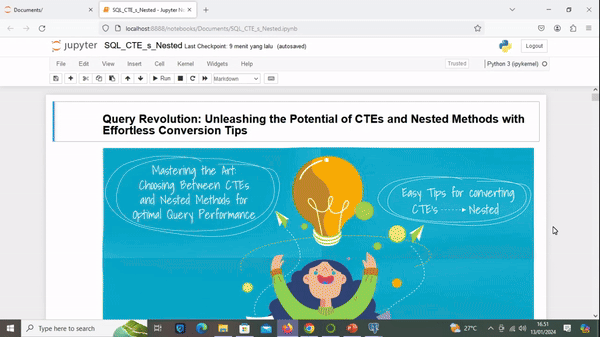 Documents/
SQL_CTE_s_Nested - Jupyter N
localhost:8888/notebooks/Documents/SQL_CTE_s_Nested.ipynb
jupyter SQL_CTE_s_Nested Last Checkpoint: 9 menit yang lalu (autosaved)
Logout
File Edit View Insert Cell Kernel Widgets Help
Trusted
Python 3 (ipykernel)
Run
Markdown
Query Revolution: Unleashing the Potential of CTEs and Nested Methods with
Effortless Conversion Tips
Mastering the Art:
Choosing Between CTEs
and Nested Methods for
Optimal Query Performance
Easy Tips for converting
CTE's Nested
Type here to search
27°C
16.51
13/01/2024